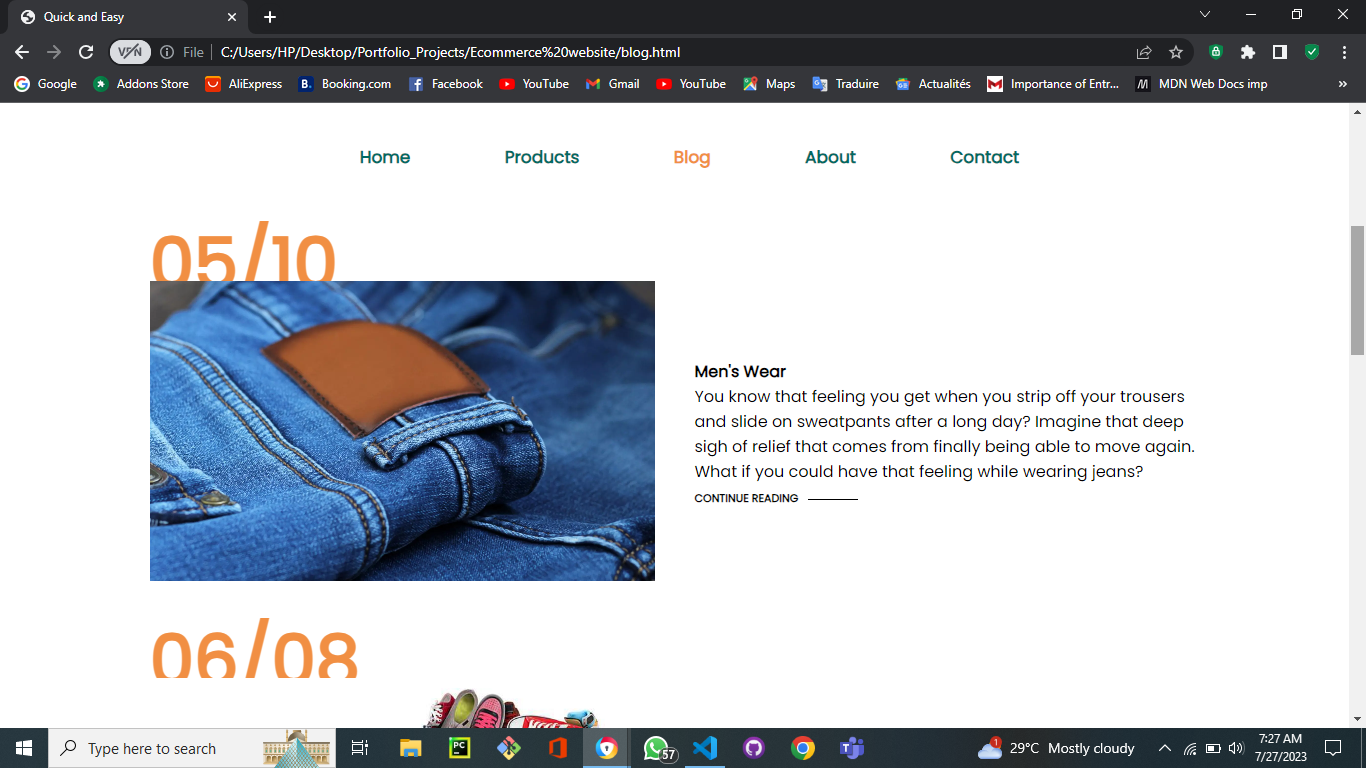 Quick and Easy
VPN
File
C:/Users/HP/Desktop/Portfolio_Projects/Ecommerce%20website/blog.html
Google
Addons Store
AliExpress
B.
Booking.com
Facebook
YouTube
Gmail
YouTube
Maps
Traduire
Actualités
Importance of Entr...
MDN Web Docs imp
»
Home
Products
Blog
About
Contact
05/10
Men's Wear
You know that feeling you get when you strip off your trousers
and slide on sweatpants after a long day? Imagine that deep
sigh of relief that comes from finally being able to move again.
What if you could have that feeling while wearing jeans?
CONTINUE READING
06/08
Type here to search
PC
57
1
29°C Mostly cloudy
7:27 AM
7/27/2023